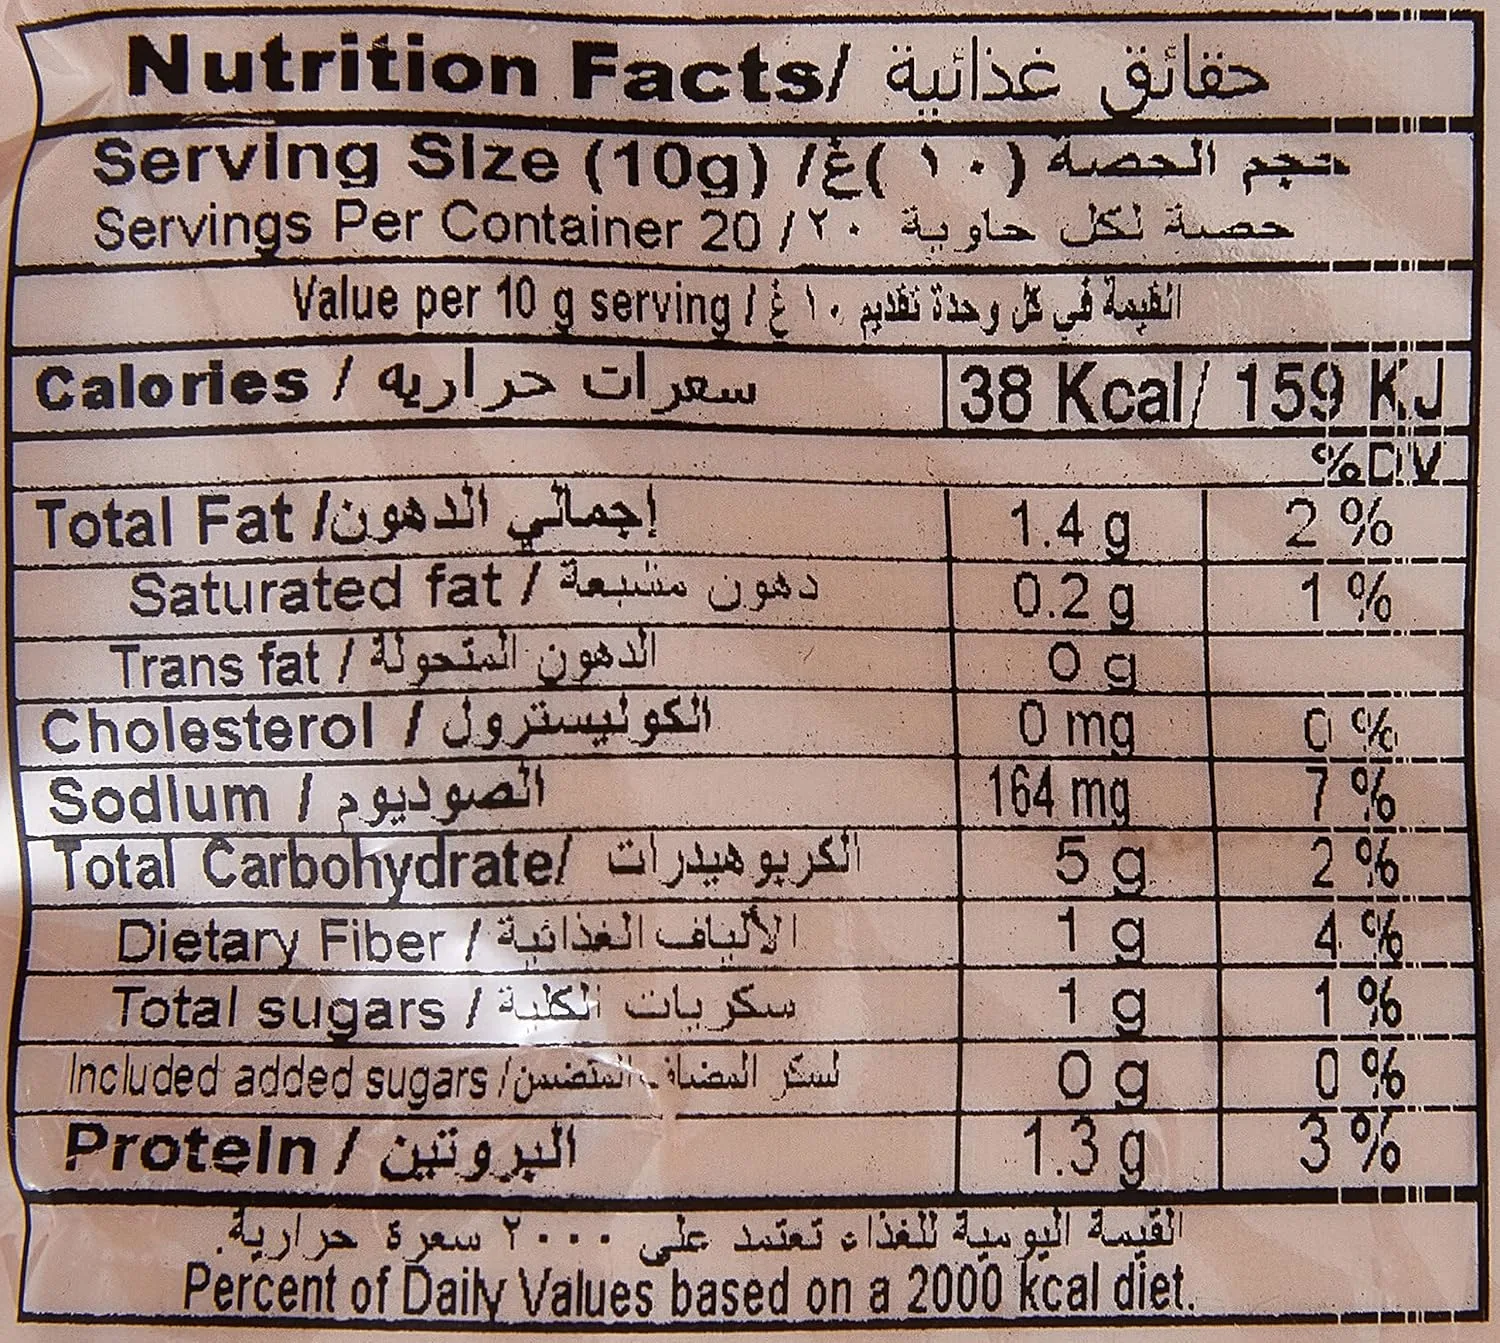 Nutrition Facts/ حقائق غذائية
Serving Size (10g) /حجم الحصة (١٠)غ
Servings Per Container 20 / ٢٠ حصة لكل حاوية
Value per 10 g serving / القيمة في كل وحدة تقديم ١٠ غ
Calories / سعرات حراريه 38 Kcal/ 159 KJ
%DV
Total Fat /إجمالي الدهون 1.4 g 2 %
Saturated fat / دهون مشبعة 0.2 g 1 %
Trans fat / الدهون المتحولة 0 g
Cholesterol / الكوليسترول 0 mg 0 %
Sodium / الصوديوم 164 mg 7 %
Total Carbohydrate/ الكربوهيدرات 5 g 2 %
Dietary Fiber / الألياف الغذائية 1 g 4 %
Total sugars / سكريات الكلية 1 g 1 %
Included added sugars / لسكر المضاف المتضمن 0 g 0 %
Protein / البروتين 1.3 g 3 %
القيمة اليومية للغذاء تعتمد على ٢٠٠٠ سعرة حرارية.
Percent of Daily Values based on a 2000 kcal diet.